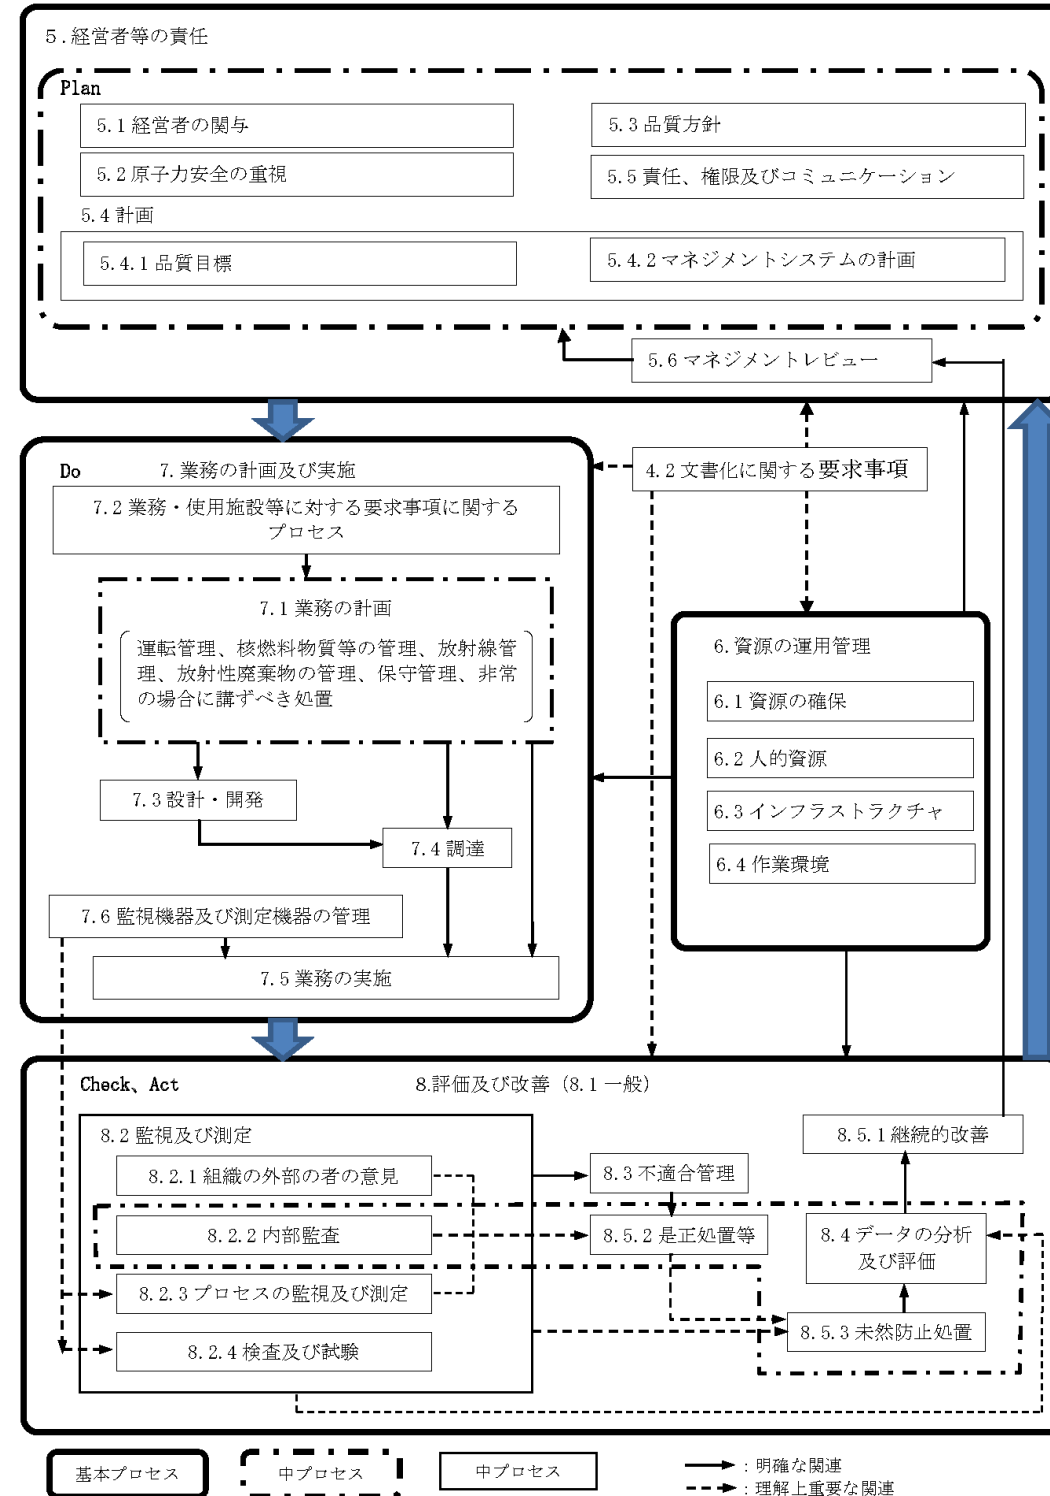 5.経営者等の責任
Plan
5.1 経営者の関与
5.3 品質方針
5.2 原子力安全の重視
5.5 責任、権限及びコミュニケーション
5.4 計画
5.4.1 品質目標
5.4.2 マネジメントシステムの計画
5.6 マネジメントレビュー
Do
7.業務の計画及び実施
4.2 文書化に関する要求事項
7.2 業務・使用施設等に対する要求事項に関する
プロセス
7.1 業務の計画
運転管理、核燃料物質等の管理、放射線管
理、放射性廃棄物の管理、保守管理、非常
の場合に講ずべき処置
6.資源の運用管理
6.1 資源の確保
6.2 人的資源
6.3 インフラストラクチャ
6.4 作業環境
7.3 設計・開発
7.4 調達
7.6 監視機器及び測定機器の管理
7.5 業務の実施
Check、Act
8.評価及び改善（8.1 一般）
8.2 監視及び測定
8.5.1 継続的改善
8.2.1 組織の外部の者の意見
8.3 不適合管理
8.2.2 内部監査
8.5.2 是正処置等
8.4 データの分析
及び評価
8.2.3 プロセスの監視及び測定
8.5.3 未然防止処置
8.2.4 検査及び試験
基本プロセス
中プロセス
中プロセス
：明確な関連
：理解上重要な関連